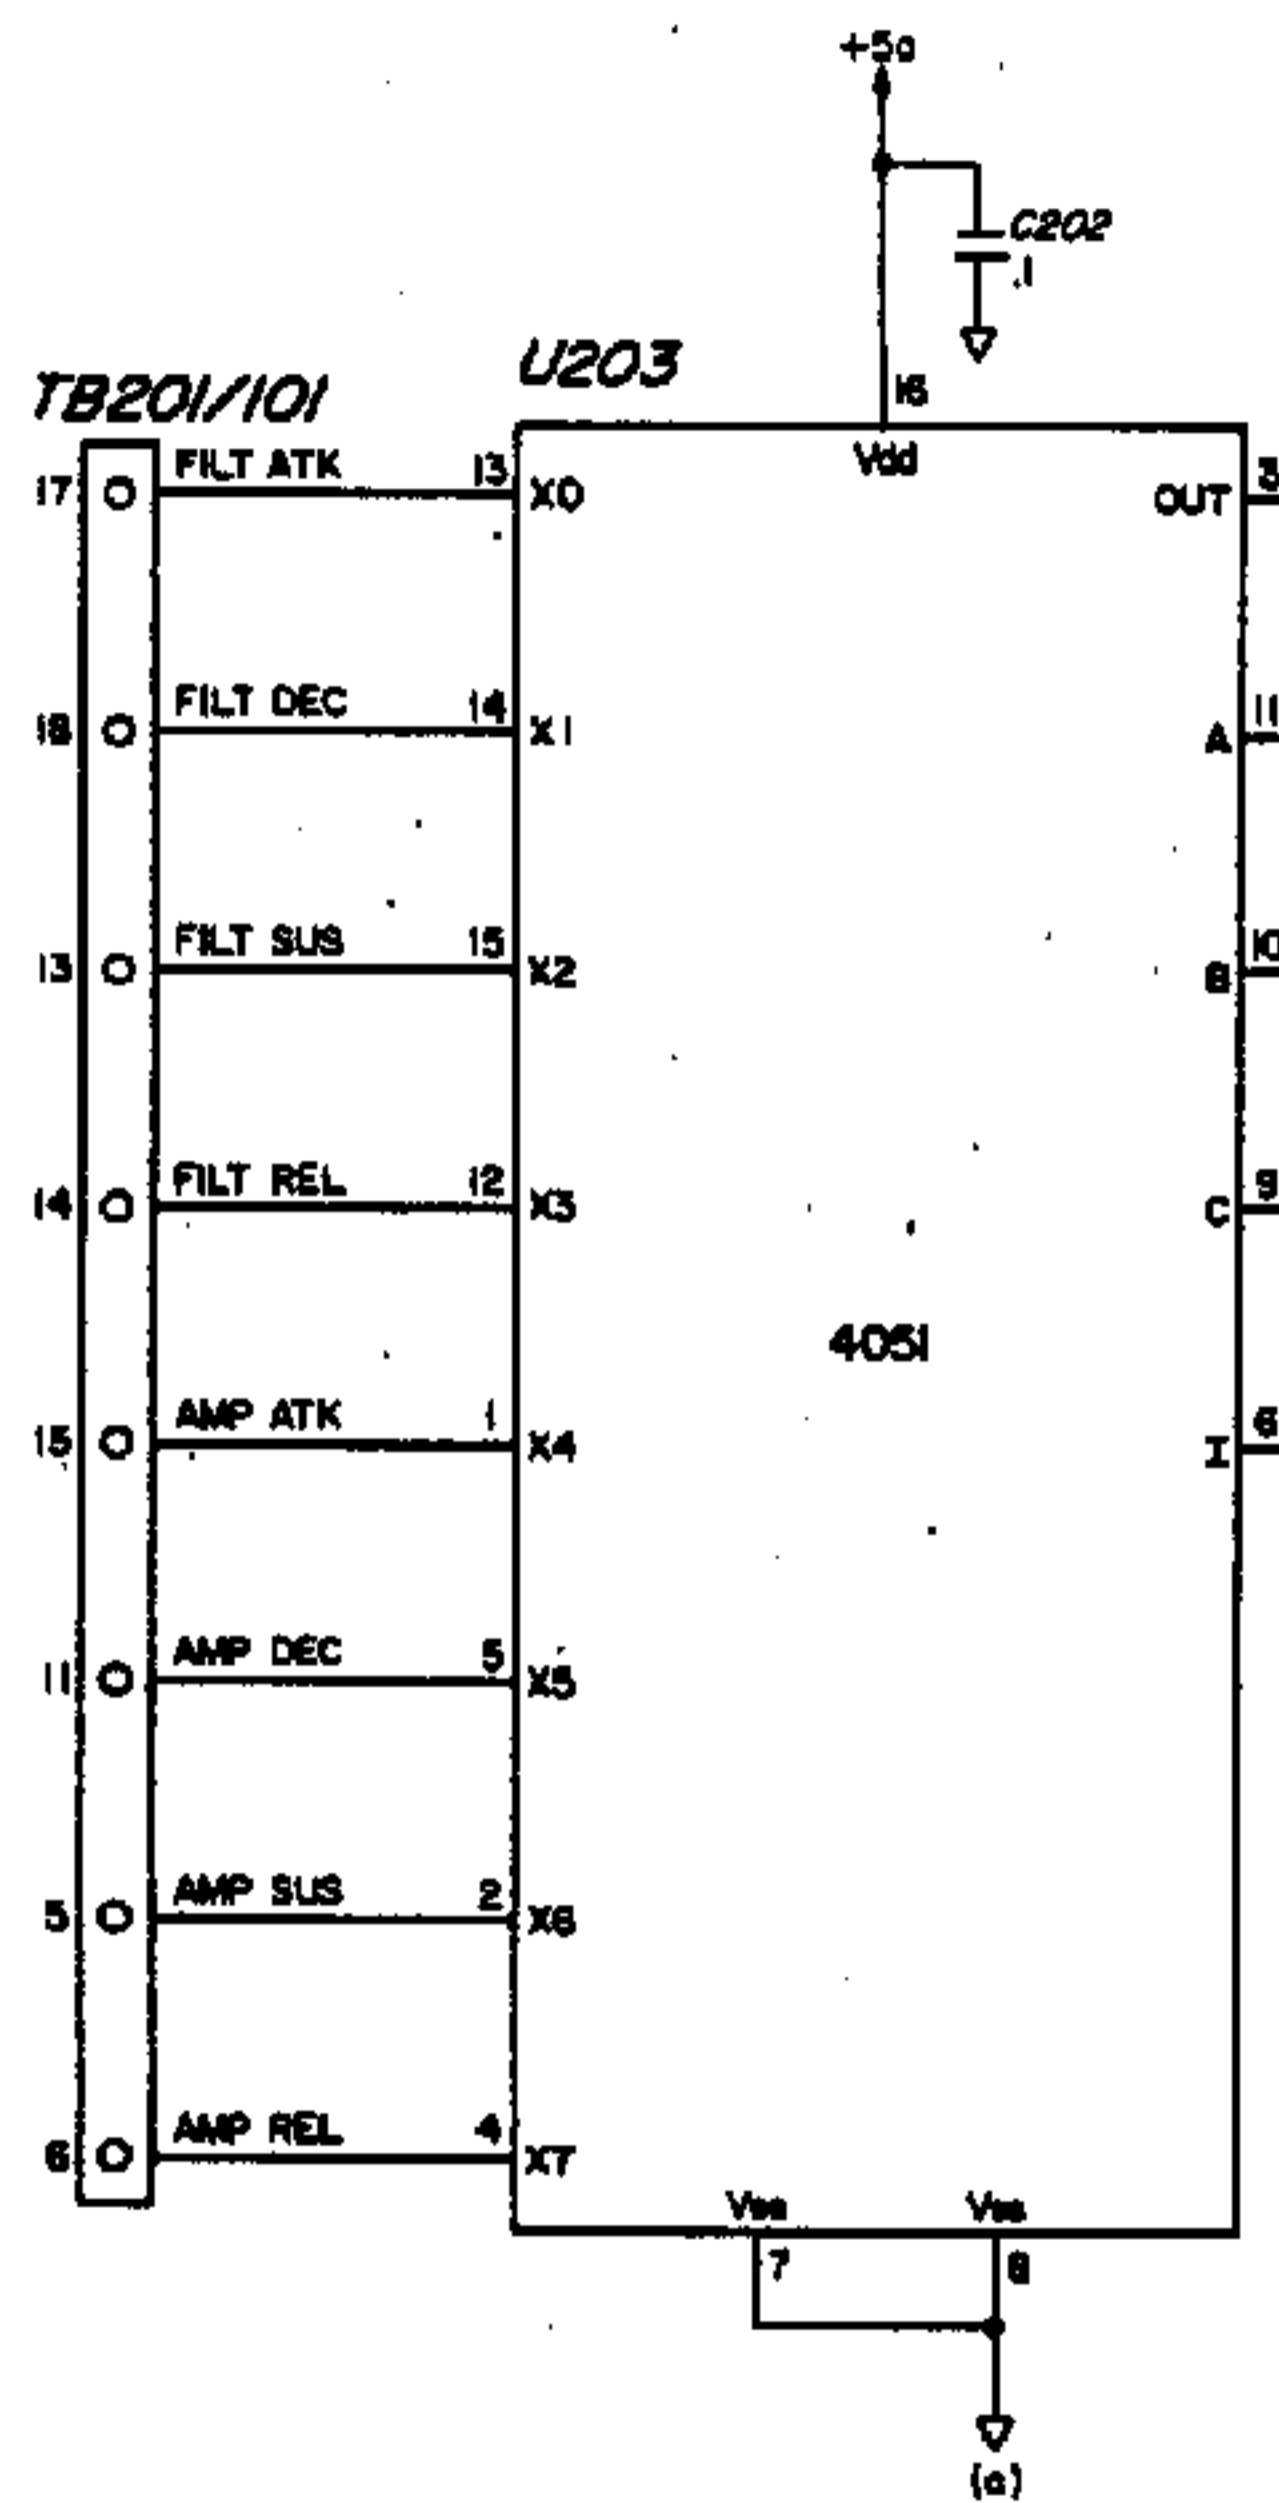 +5a
C202
.1
U203
TB201/101
16
Vdd
17 FILT ATK 13 X0 OUT 3
18 FILT DEC 14 X1 A 11
13 FILT SUS 15 X2 B 10
14 FILT REL 12 X3 C 9
4051
15 AMP ATK 1 X4 I 6
11 AMP DEC 5 X5
5 AMP SUS 2 X6
6 AMP REL 4 X7
Vss
7 8
(a)